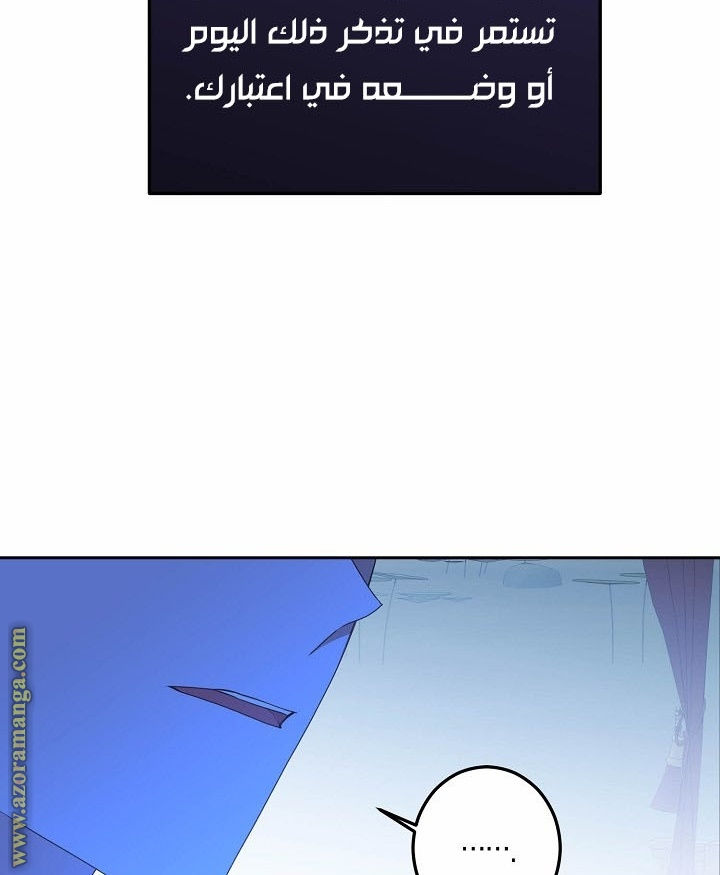 تستمر في تذكر ذلك اليوم
أو وضـــــعه في اعتبارك.
www.azoramanga.com
.......